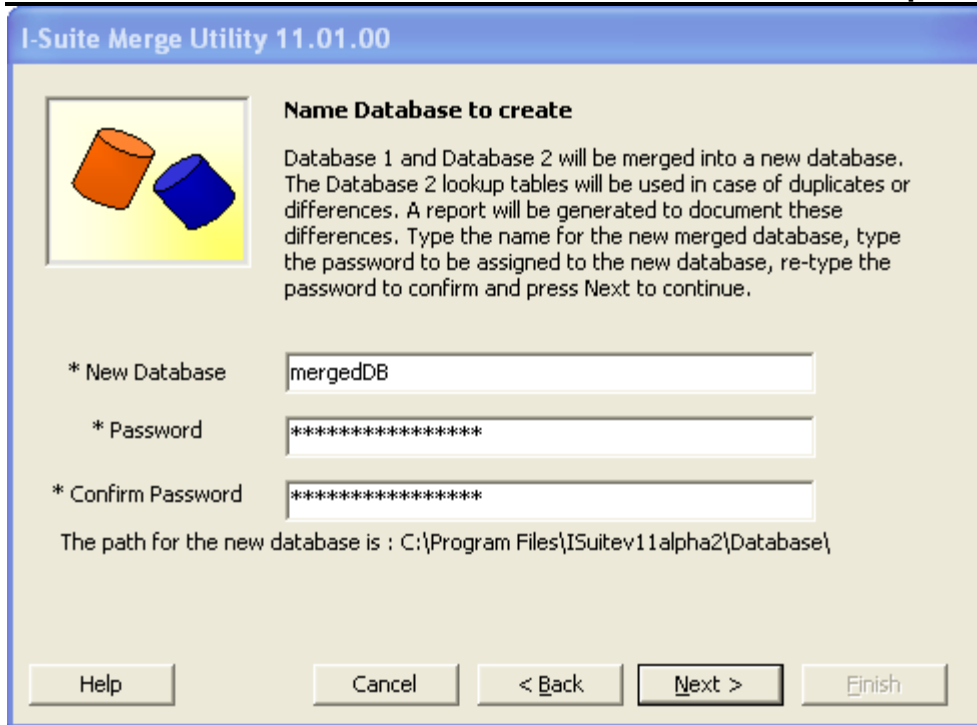 I-Suite Merge Utility 11.01.00
Name Database to create
Database 1 and Database 2 will be merged into a new database.
The Database 2 lookup tables will be used in case of duplicates or
differences. A report will be generated to document these
differences. Type the name for the new merged database, type
the password to be assigned to the new database, re-type the
password to confirm and press Next to continue.
* New Database mergedDB
* Password ****************
* Confirm Password ****************
The path for the new database is : C:\Program Files\ISuitev11alpha2\Database\
Help Cancel < Back Next > Finish